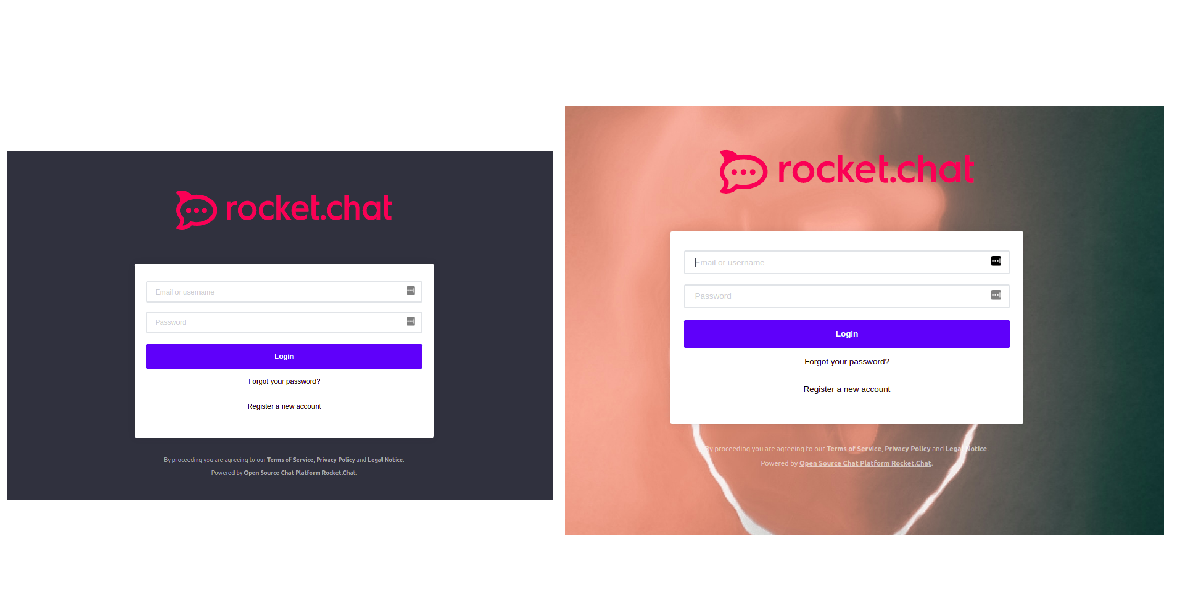 rocket.chat
Email or username
Password
Login
Forgot your password?
Register a new account
By proceeding you are agreeing to our Terms of Service, Privacy Policy and Legal Notice.
Powered by Open Source Chat Platform Rocket.Chat.
rocket.chat
Email or username
Password
Login
Forgot your password?
Register a new account
By proceeding you are agreeing to our Terms of Service, Privacy Policy and Legal Notice
Powered by Open Source Chat Platform Rocket.Chat.